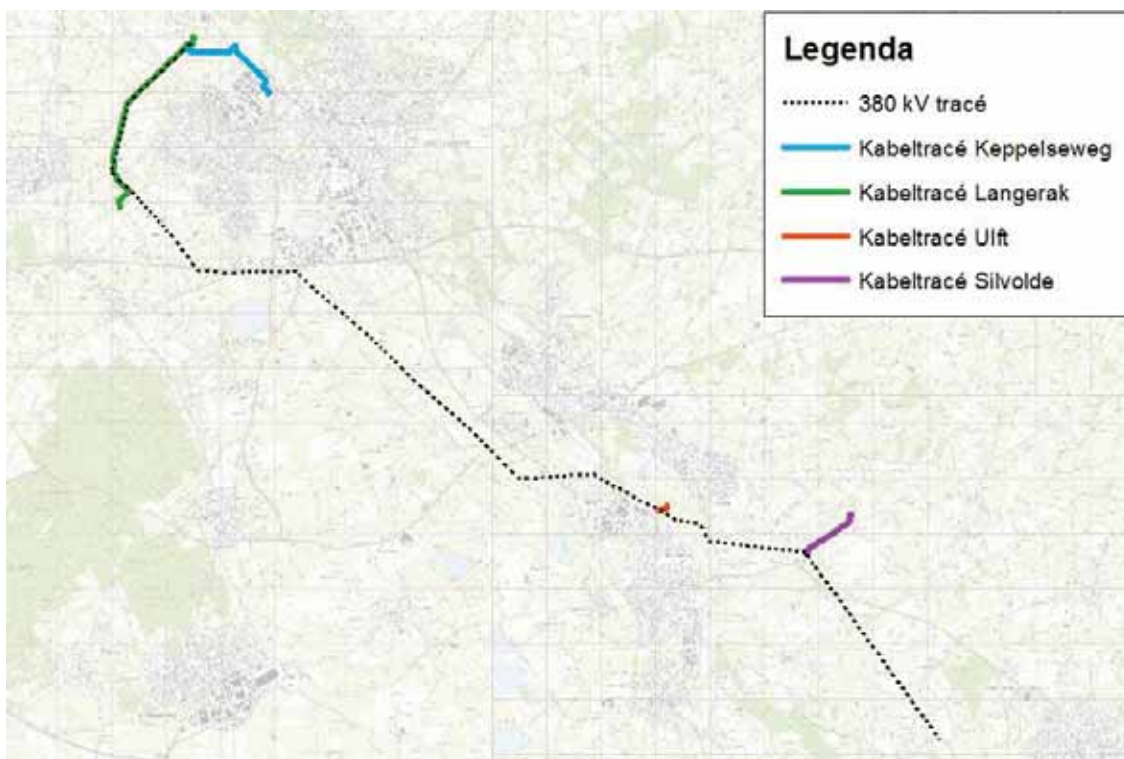 Legenda
380 kV tracé
Kabeltracé Keppelseweg
Kabeltracé Langerak
Kabeltracé Ulft
Kabeltracé Silvolde